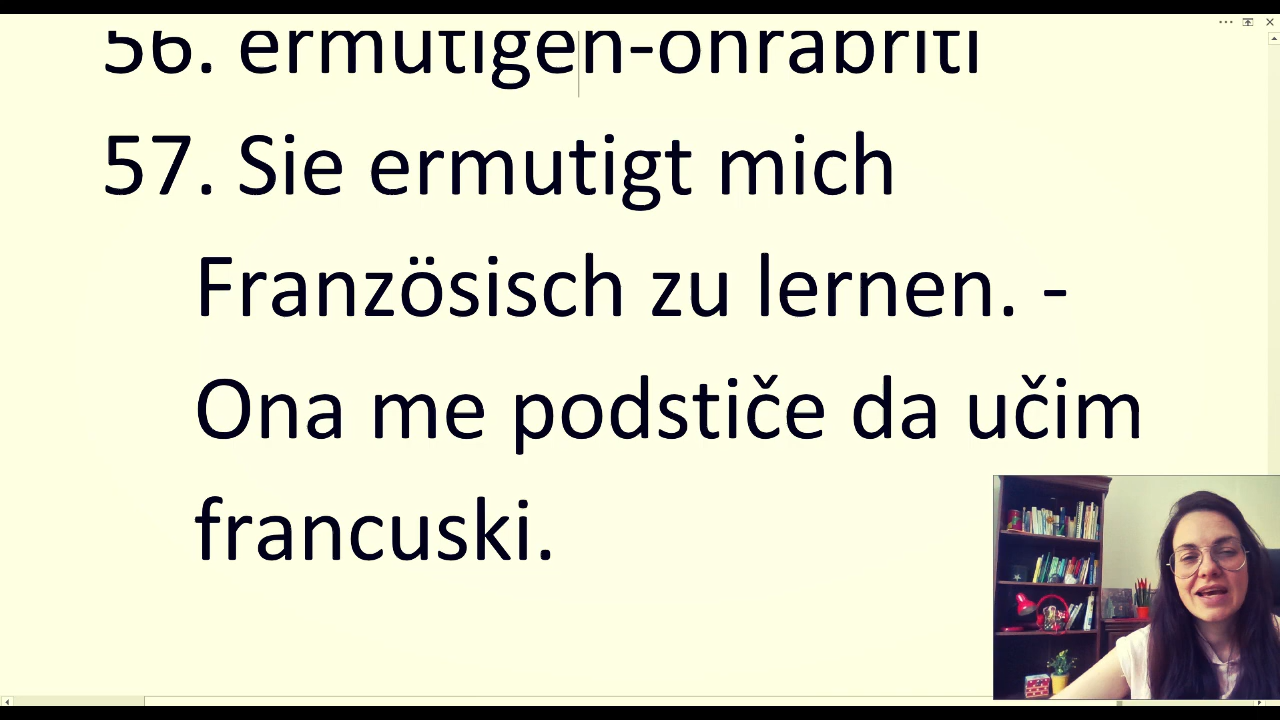 56. ermutigen-ohrabriti
57. Sie ermutigt mich
Französisch zu lernen. -
Ona me podstiče da učim
francuski.